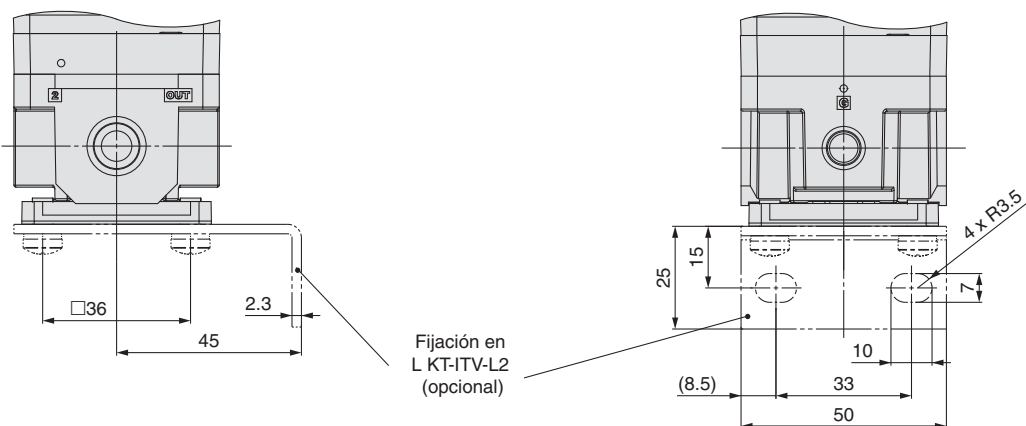 2
OUT
G
□36
2.3
45
Fijación en
L KT-ITV-L2
(opcional)
25
15
4 x R3.5
7
10
(8.5)
33
50